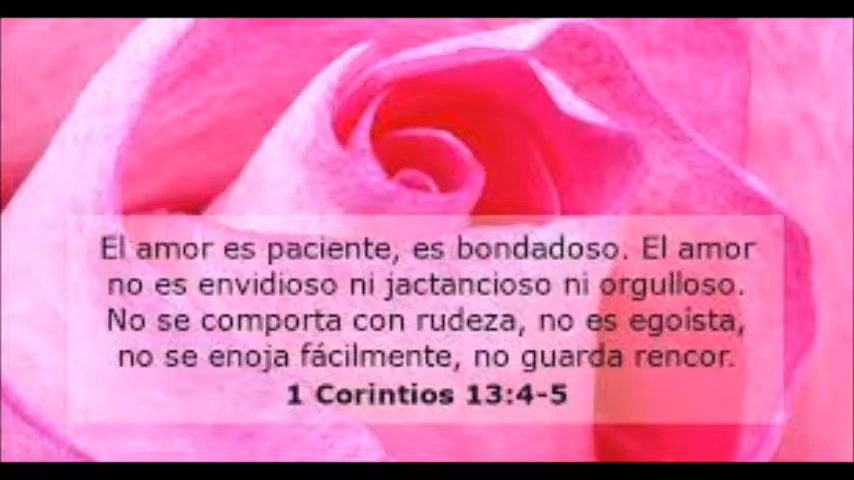 El amor es paciente, es bondadoso. El amor
no es envidioso ni jactancioso ni orgulloso.
No se comporta con rudeza, no es egoísta,
no se enoja fácilmente, no guarda rencor.
1 Corintios 13:4-5